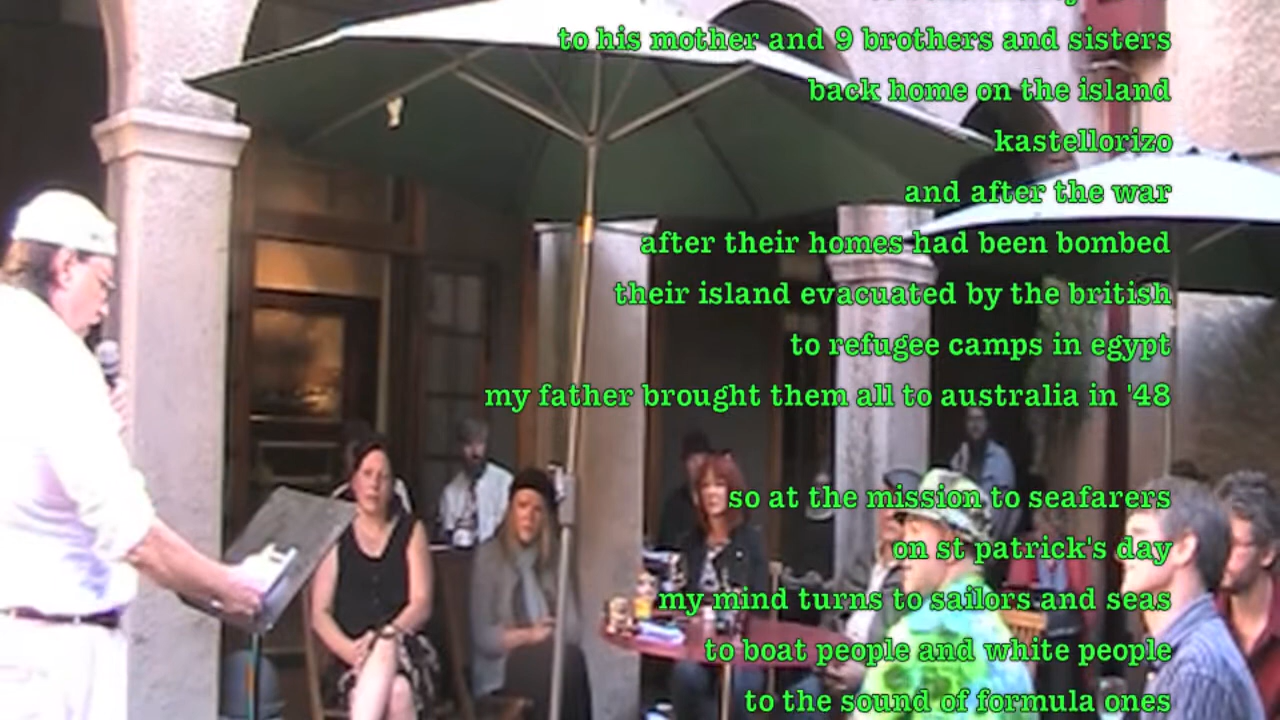 to his mother and 9 brothers and sisters
back home on the island
kastellorizo
and after the war
after their homes had been bombed
their island evacuated by the british
to refugee camps in egypt
my father brought them all to australia in '48
so at the mission to seafarers
on st patrick's day
my mind turns to sailors and seas
to boat people and white people
to the sound of formula ones